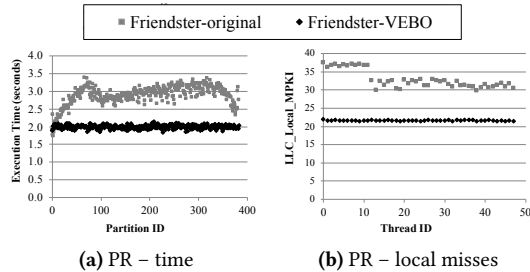 Friendster-original Friendster-VEBO
4.0
3.5
3.0
2.5
2.0
1.5
1.0
0.5
0.0
Execution Time (seconds)
0 100 200 300 400
Partition ID
(a) PR – time
40
35
30
25
20
15
10
5
0
LLC_Local_MPKI
0 10 20 30 40 50
Thread ID
(b) PR – local misses